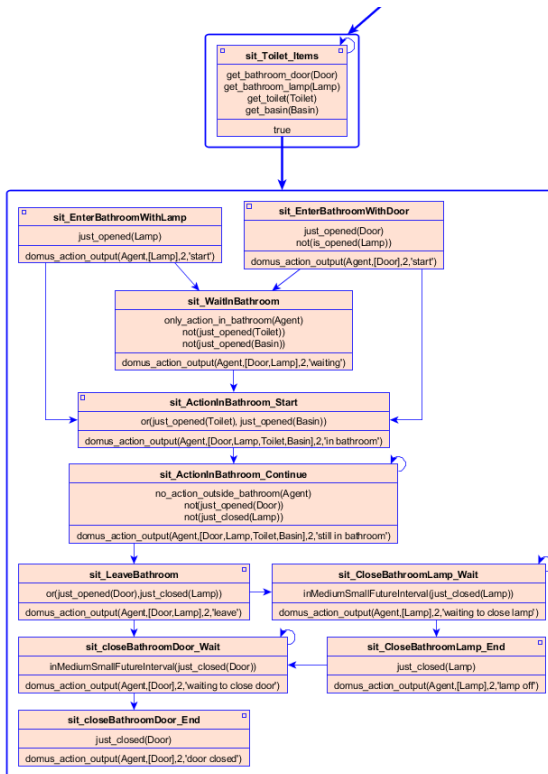 sit_Toilet_Items
get_bathroom_door(Door)
get_bathroom_lamp(Lamp)
get_toilet(Toilet)
get_basin(Basin)
true
sit_EnterBathroomWithLamp
just_opened(Lamp)
domus_action_output(Agent,[Lamp],2,'start')
sit_EnterBathroomWithDoor
just_opened(Door)
not(is_opened(Lamp))
domus_action_output(Agent,[Door],2,'start')
sit_WaitInBathroom
only_action_in_bathroom(Agent)
not(just_opened(Toilet))
not(just_opened(Basin))
domus_action_output(Agent,[Door,Lamp],2,'waiting')
sit_ActionInBathroom_Start
or(just_opened(Toilet), just_opened(Basin))
domus_action_output(Agent,[Door,Lamp,Toilet,Basin],2,'in bathroom')
sit_ActionInBathroom_Continue
no_action_outside_bathroom(Agent)
not(just_opened(Door))
not(just_closed(Lamp))
domus_action_output(Agent,[Door,Lamp,Toilet,Basin],2,'still in bathroom')
sit_LeaveBathroom
or(just_opened(Door),just_closed(Lamp))
domus_action_output(Agent,[Door,Lamp],2,'leave')
sit_CloseBathroomLamp_Wait
inMediumSmallFutureInterval(just_closed(Lamp))
domus_action_output(Agent,[Lamp],2,'waiting to close lamp')
sit_closeBathroomDoor_Wait
inMediumSmallFutureInterval(just_closed(Door))
domus_action_output(Agent,[Door],2,'waiting to close door')
sit_CloseBathroomLamp_End
just_closed(Lamp)
domus_action_output(Agent,[Lamp],2,'lamp off')
sit_closeBathroomDoor_End
just_closed(Door)
domus_action_output(Agent,[Door],2,'door closed')